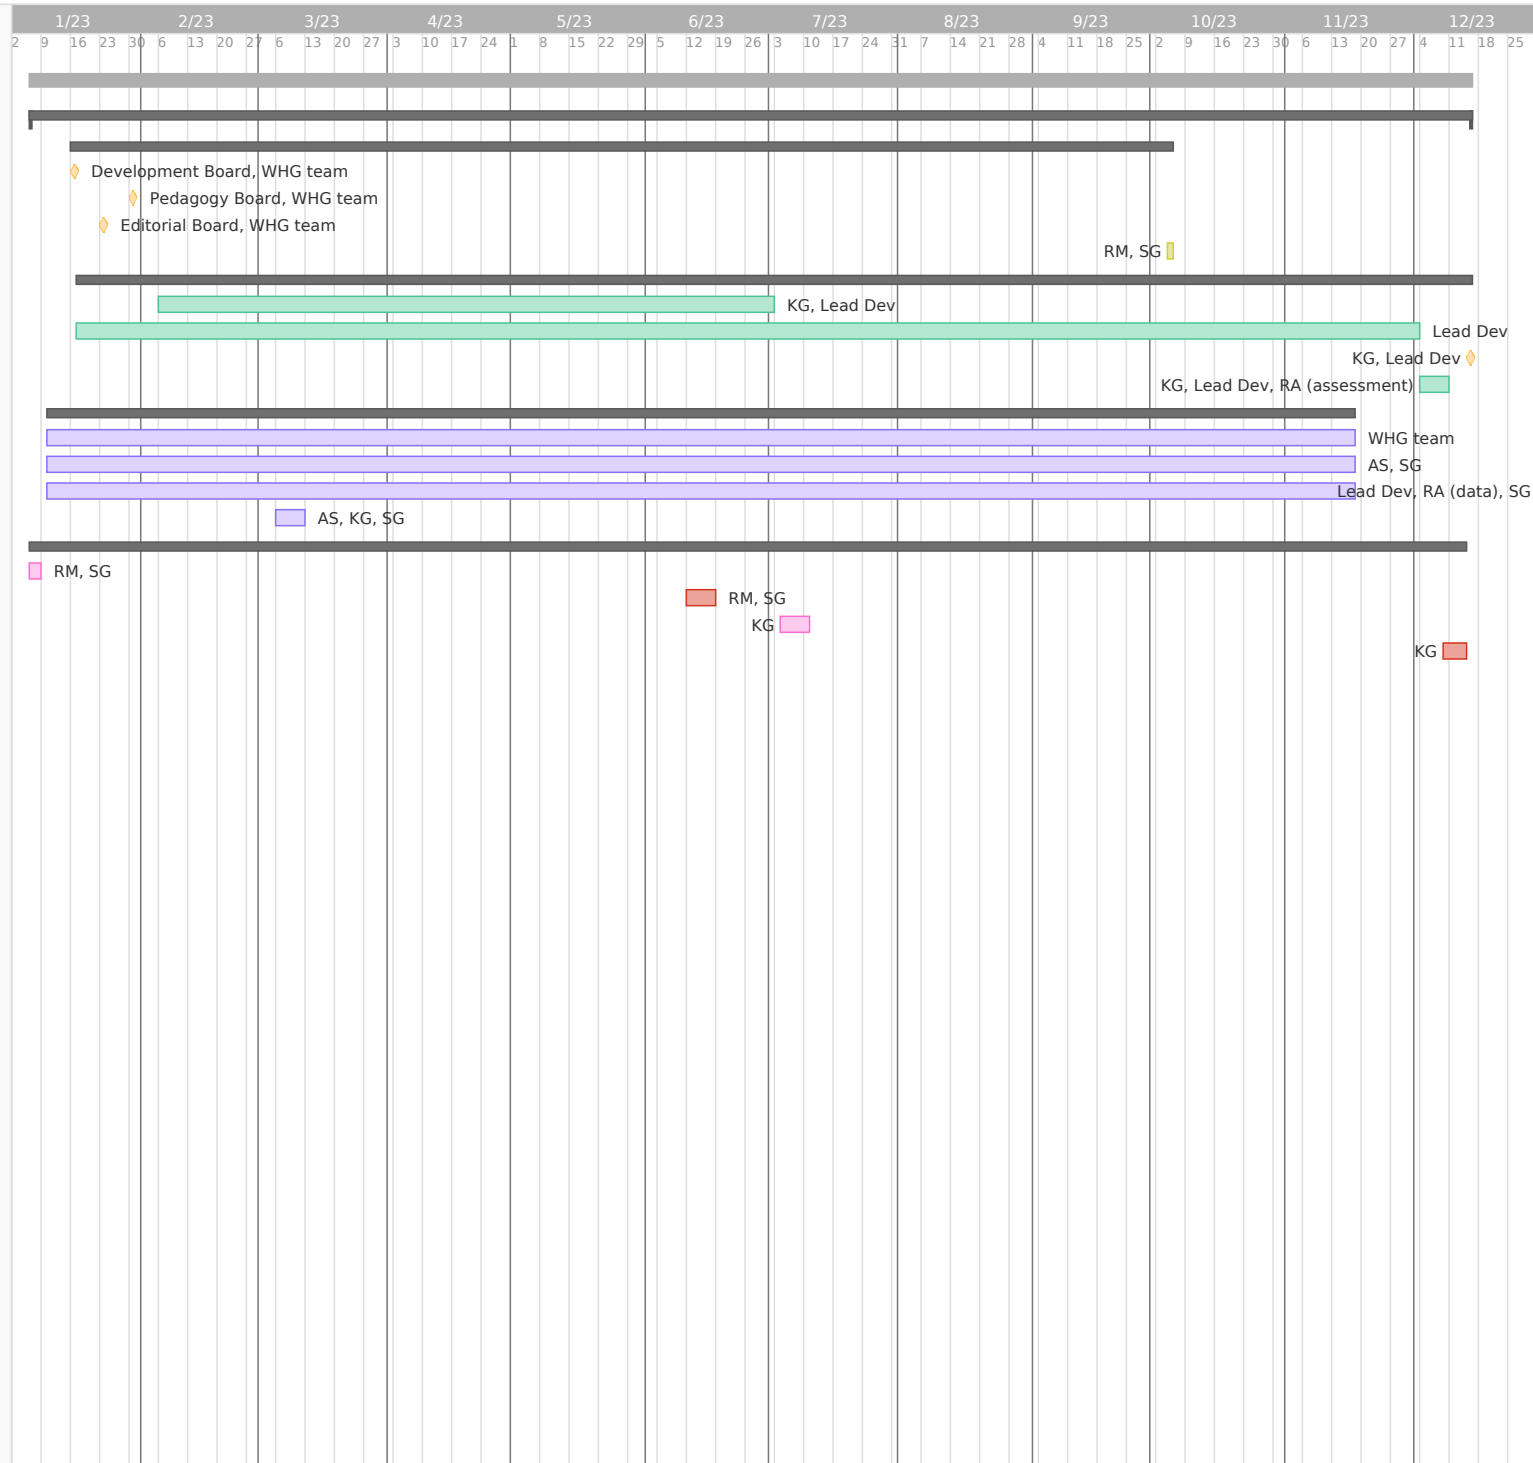 1/23 2/23 3/23 4/23 5/23 6/23 7/23 8/23 9/23 10/23 11/23 12/23
2 9 16 23 30 6 13 20 27 6 13 20 27 3 10 17 24 1 8 15 22 29 5 12 19 26 3 10 17 24 31 7 14 21 28 4 11 18 25 2 9 16 23 30 6 13 20 27 4 11 18 25
Development Board, WHG team
Pedagogy Board, WHG team
Editorial Board, WHG team
RM, SG
KG, Lead Dev
Lead Dev
KG, Lead Dev
KG, Lead Dev, RA (assessment)
WHG team
AS, SG
Lead Dev, RA (data), SG
AS, KG, SG
RM, SG
RM, SG
KG
KG